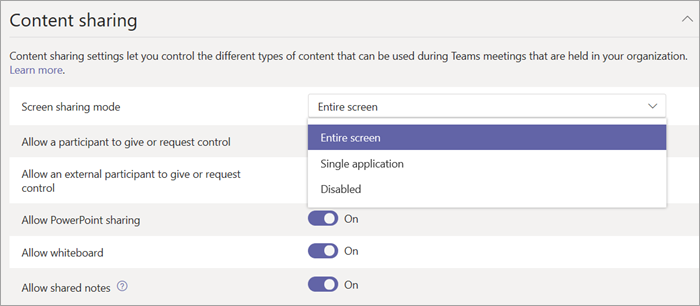 Content sharing
Content sharing settings let you control the different types of content that can be used during Teams meetings that are held in your organization.
Learn more.
Screen sharing mode
Entire screen
Entire screen
Allow a participant to give or request control
Single application
Allow an external participant to give or request
control
Disabled
Allow PowerPoint sharing
On
Allow whiteboard
On
Allow shared notes
On